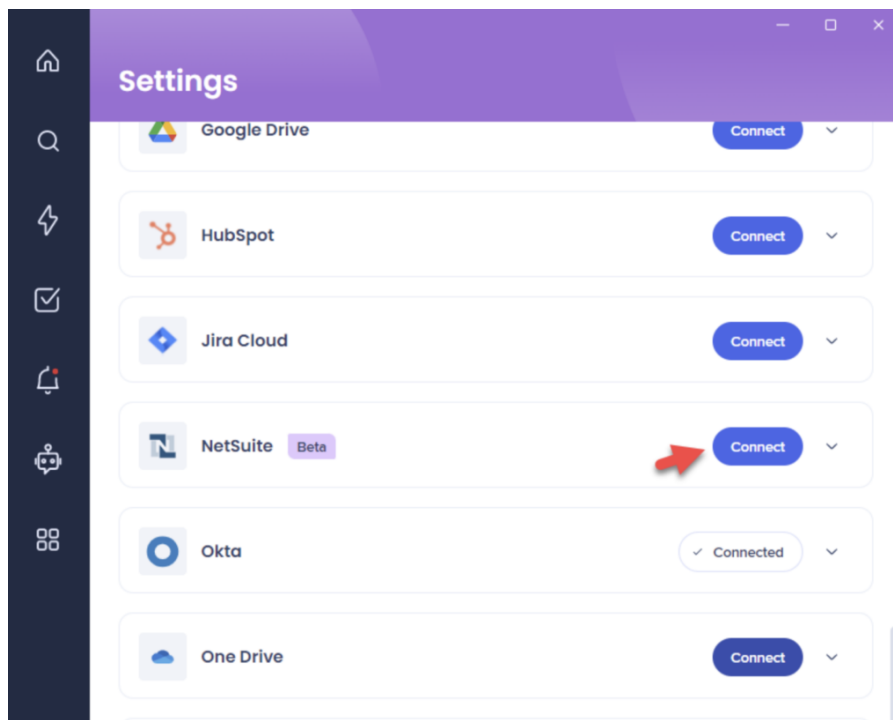 Settings
Google Drive Connect
HubSpot Connect
Jira Cloud Connect
NetSuite Beta Connect
Okta Connected
One Drive Connect